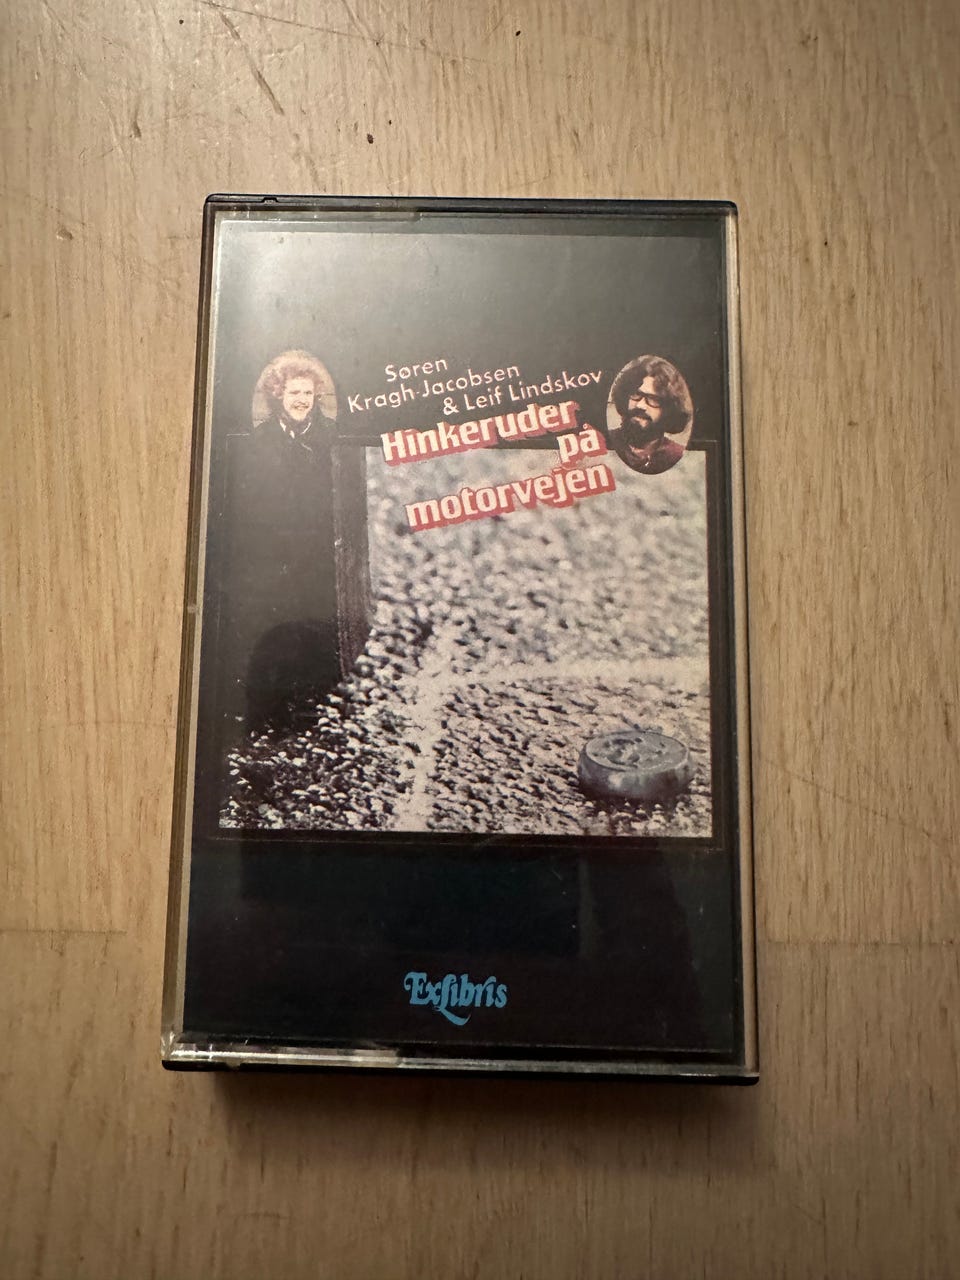 Søren
Kragh-Jacobsen
& Leif Lindskov
Hinkeruder
på
motorvejen
ExLibris